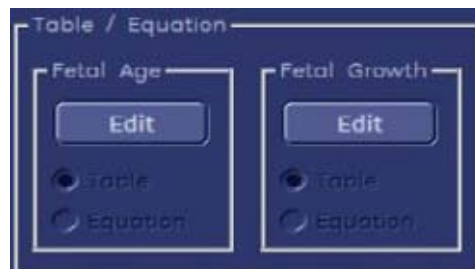 Table / Equation
Fetal Age
Fetal Growth
Edit
Edit
Table
Table
Equation
Equation